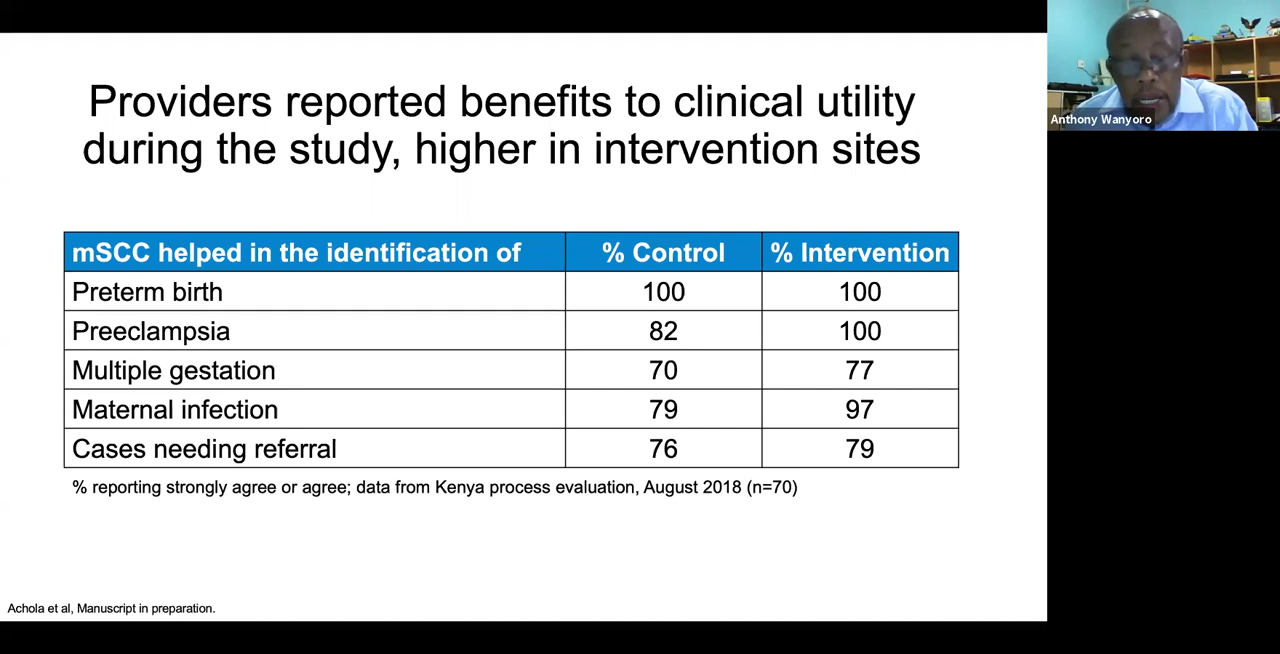 Providers reported benefits to clinical utility
during the study, higher in intervention sites
mSCC helped in the identification of % Control % Intervention
Preterm birth 100 100
Preeclampsia 82 100
Multiple gestation 70 77
Maternal infection 79 97
Cases needing referral 76 79
% reporting strongly agree or agree; data from Kenya process evaluation, August 2018 (n=70)
Achola et al, Manuscript in preparation.
Anthony Wanyoro